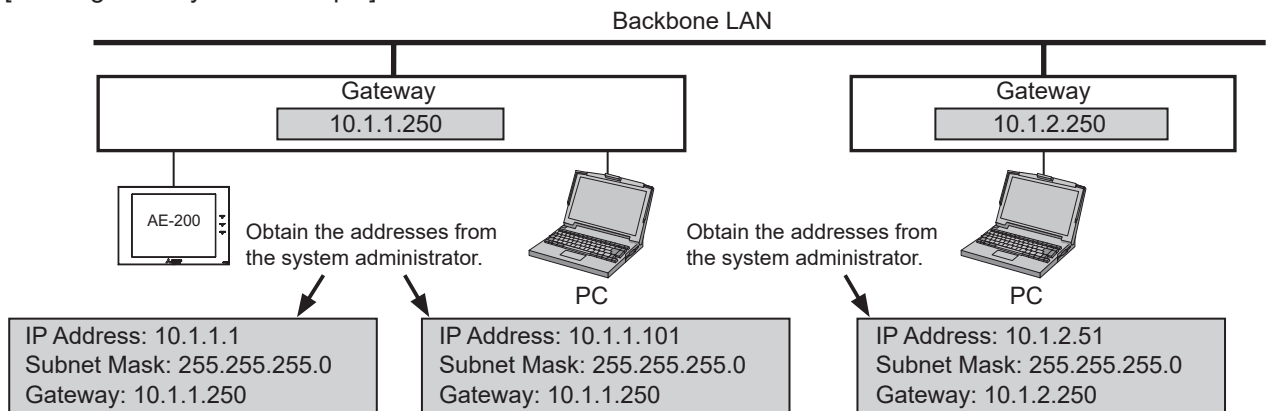 Backbone LAN
Gateway
10.1.1.250
Gateway
10.1.2.250
AE-200
Obtain the addresses from
the system administrator.
Obtain the addresses from
the system administrator.
PC
PC
IP Address: 10.1.1.1
Subnet Mask: 255.255.255.0
Gateway: 10.1.1.250
IP Address: 10.1.1.101
Subnet Mask: 255.255.255.0
Gateway: 10.1.1.250
IP Address: 10.1.2.51
Subnet Mask: 255.255.255.0
Gateway: 10.1.2.250